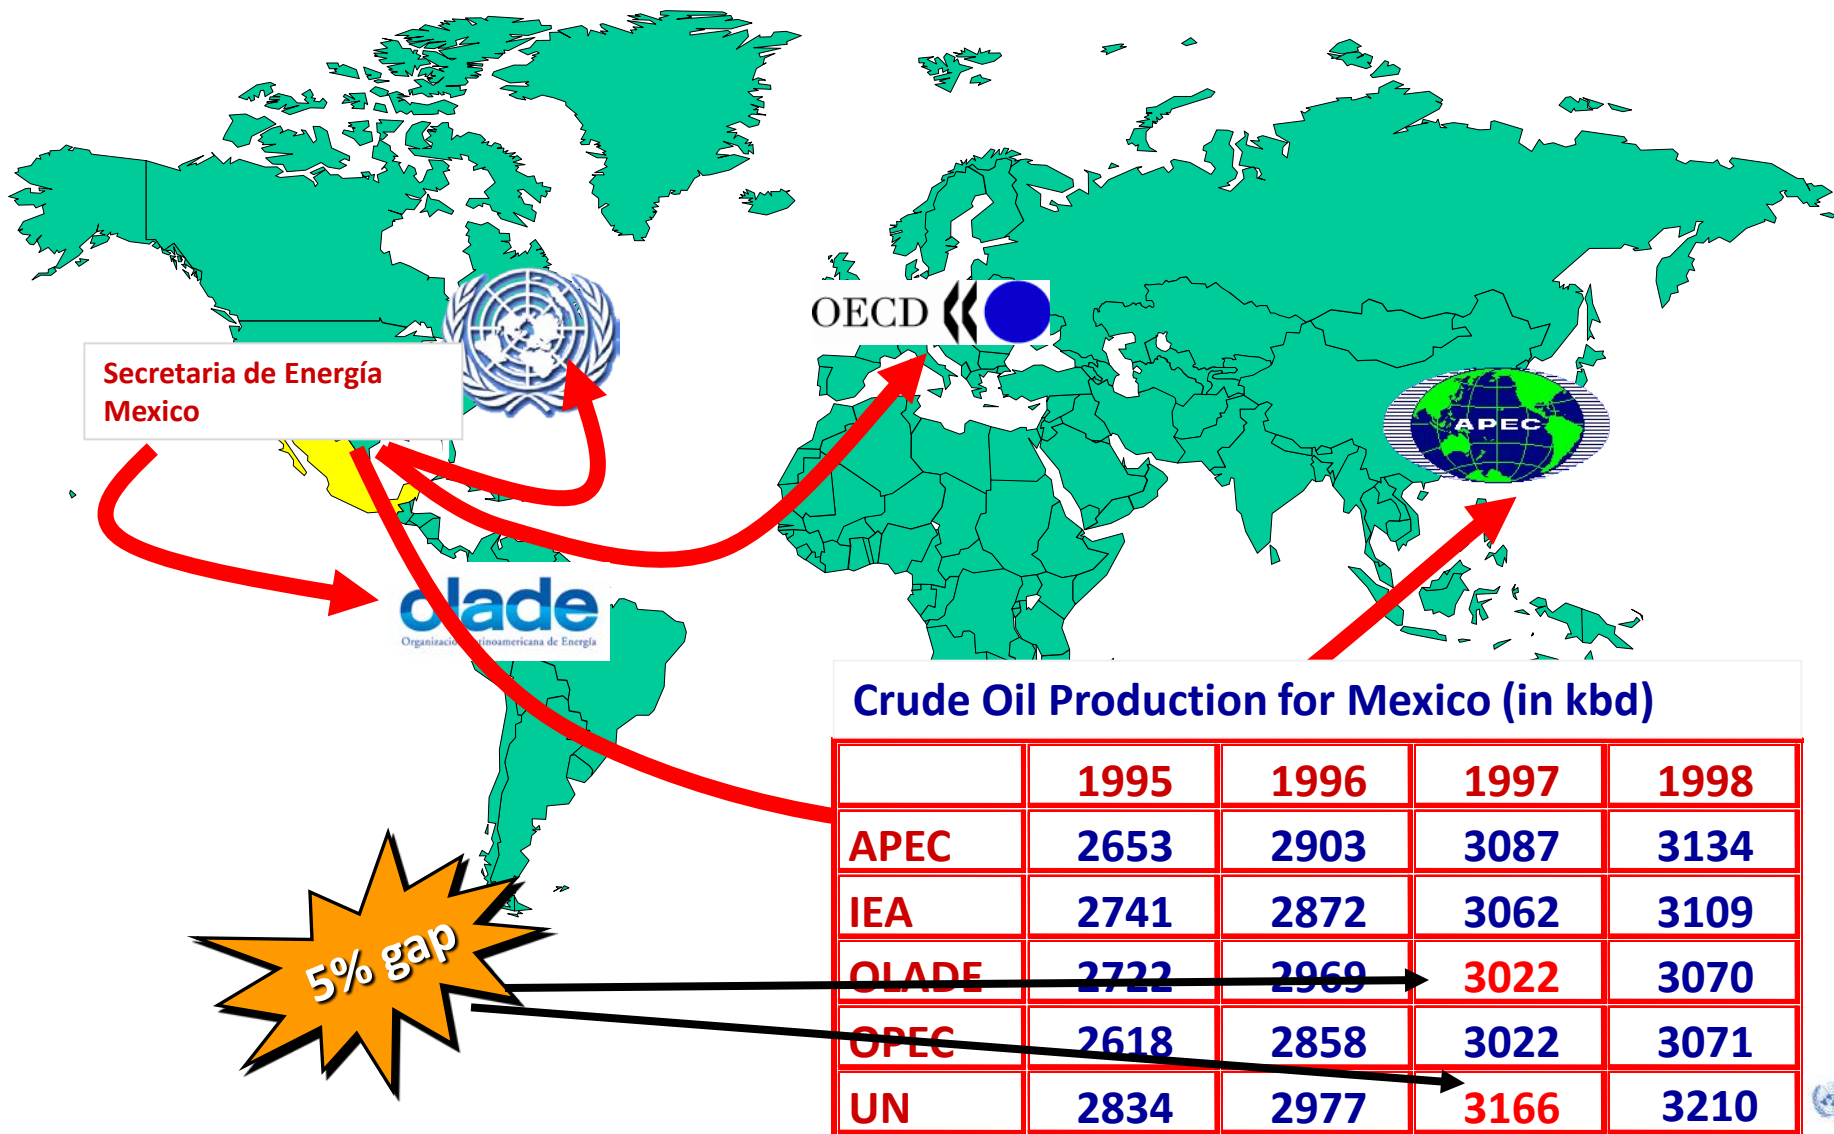 Secretaria de Energía
Mexico
OECD
APEC
olade
Organización Latinoamericana de Energía
Crude Oil Production for Mexico (in kbd)
1995 1996 1997 1998
APEC 2653 2903 3087 3134
IEA 2741 2872 3062 3109
OLADE 2722 2969 3022 3070
OPEC 2618 2858 3022 3071
UN 2834 2977 3166 3210
5% gap